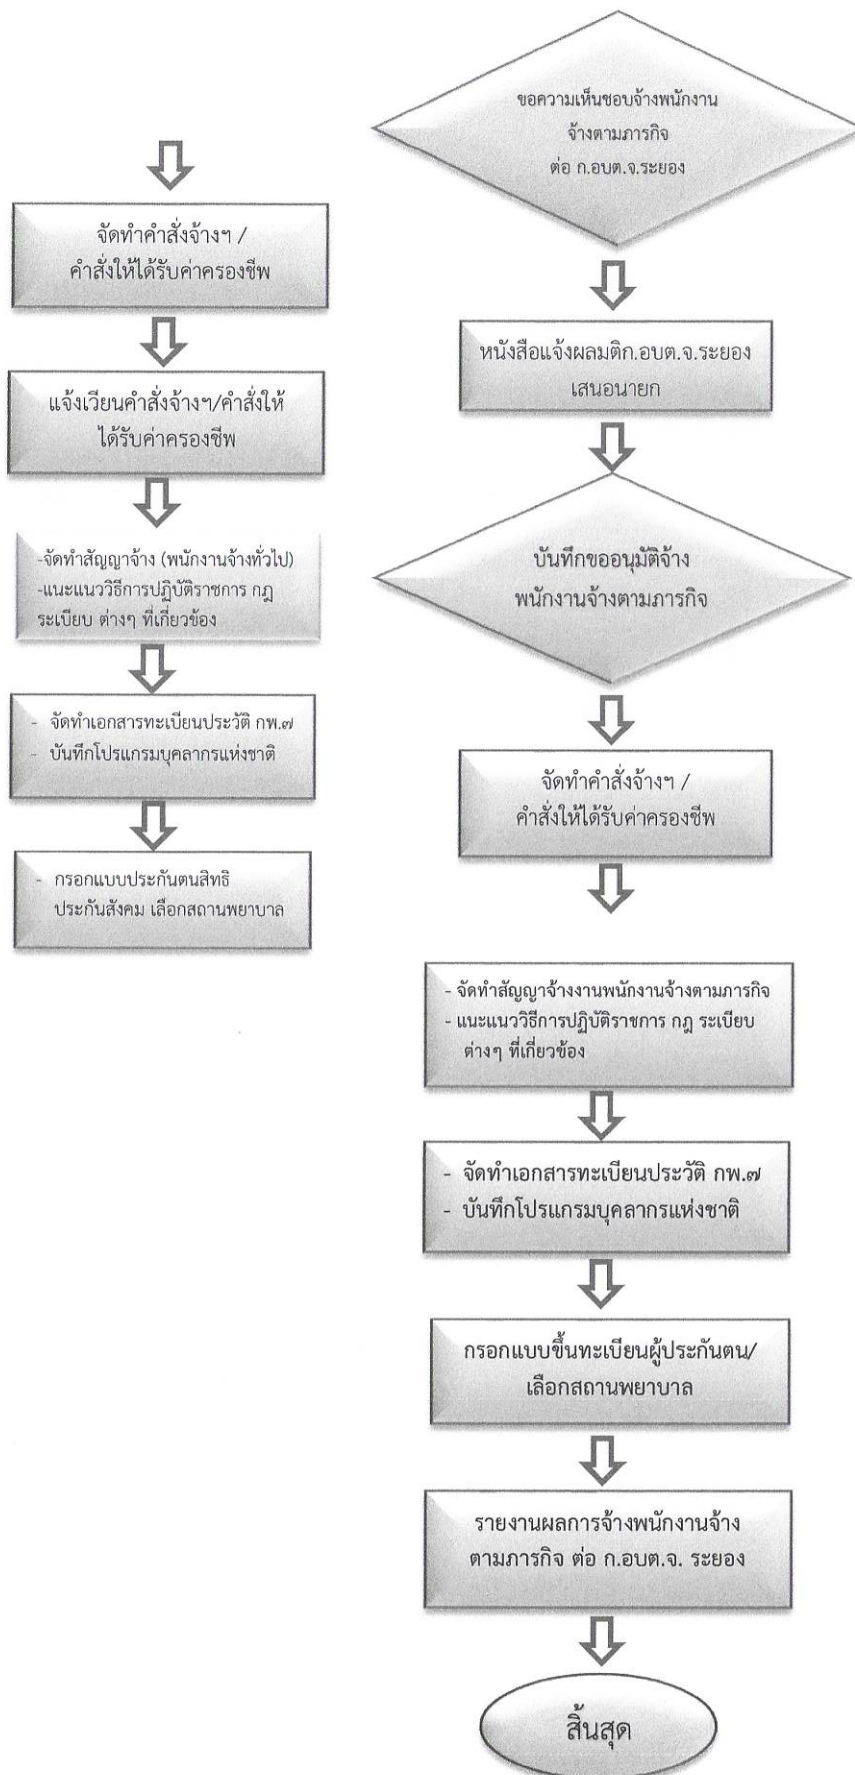 จัดทำคำสั่งจ้างฯ /
คำสั่งให้ได้รับค่าครองชีพ
แจ้งเวียนคำสั่งจ้างฯ/คำสั่งให้
ได้รับค่าครองชีพ
-จัดทำสัญญาจ้าง (พนักงานจ้างทั่วไป)
-แนะแนววิธีการปฏิบัติราชการ กฎ
ระเบียบ ต่างๆ ที่เกี่ยวข้อง
- จัดทำเอกสารทะเบียนประวัติ กพ.๗
- บันทึกโปรแกรมบุคลากรแห่งชาติ
- กรอกแบบประกันตนสิทธิ
ประกันสังคม เลือกสถานพยาบาล
ขอความเห็นชอบจ้างพนักงาน
จ้างตามภารกิจ
ต่อ ก.อบต.จ.ระยอง
หนังสือแจ้งผลมติก.อบต.จ.ระยอง
เสนอนายก
บันทึกขออนุมัติจ้าง
พนักงานจ้างตามภารกิจ
จัดทำคำสั่งจ้างฯ /
คำสั่งให้ได้รับค่าครองชีพ
- จัดทำสัญญาจ้างงานพนักงานจ้างตามภารกิจ
- แนะแนววิธีการปฏิบัติราชการ กฎ ระเบียบ
ต่างๆ ที่เกี่ยวข้อง
- จัดทำเอกสารทะเบียนประวัติ กพ.๗
- บันทึกโปรแกรมบุคลากรแห่งชาติ
กรอกแบบขึ้นทะเบียนผู้ประกันตน/
เลือกสถานพยาบาล
รายงานผลการจ้างพนักงานจ้าง
ตามภารกิจ ต่อ ก.อบต.จ. ระยอง
สิ้นสุด